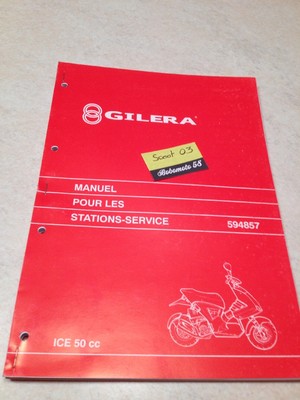 GILERA
Scoot 03
Bobomoto 58
MANUEL
POUR LES
STATIONS-SERVICE 594857
ICE 50 cc